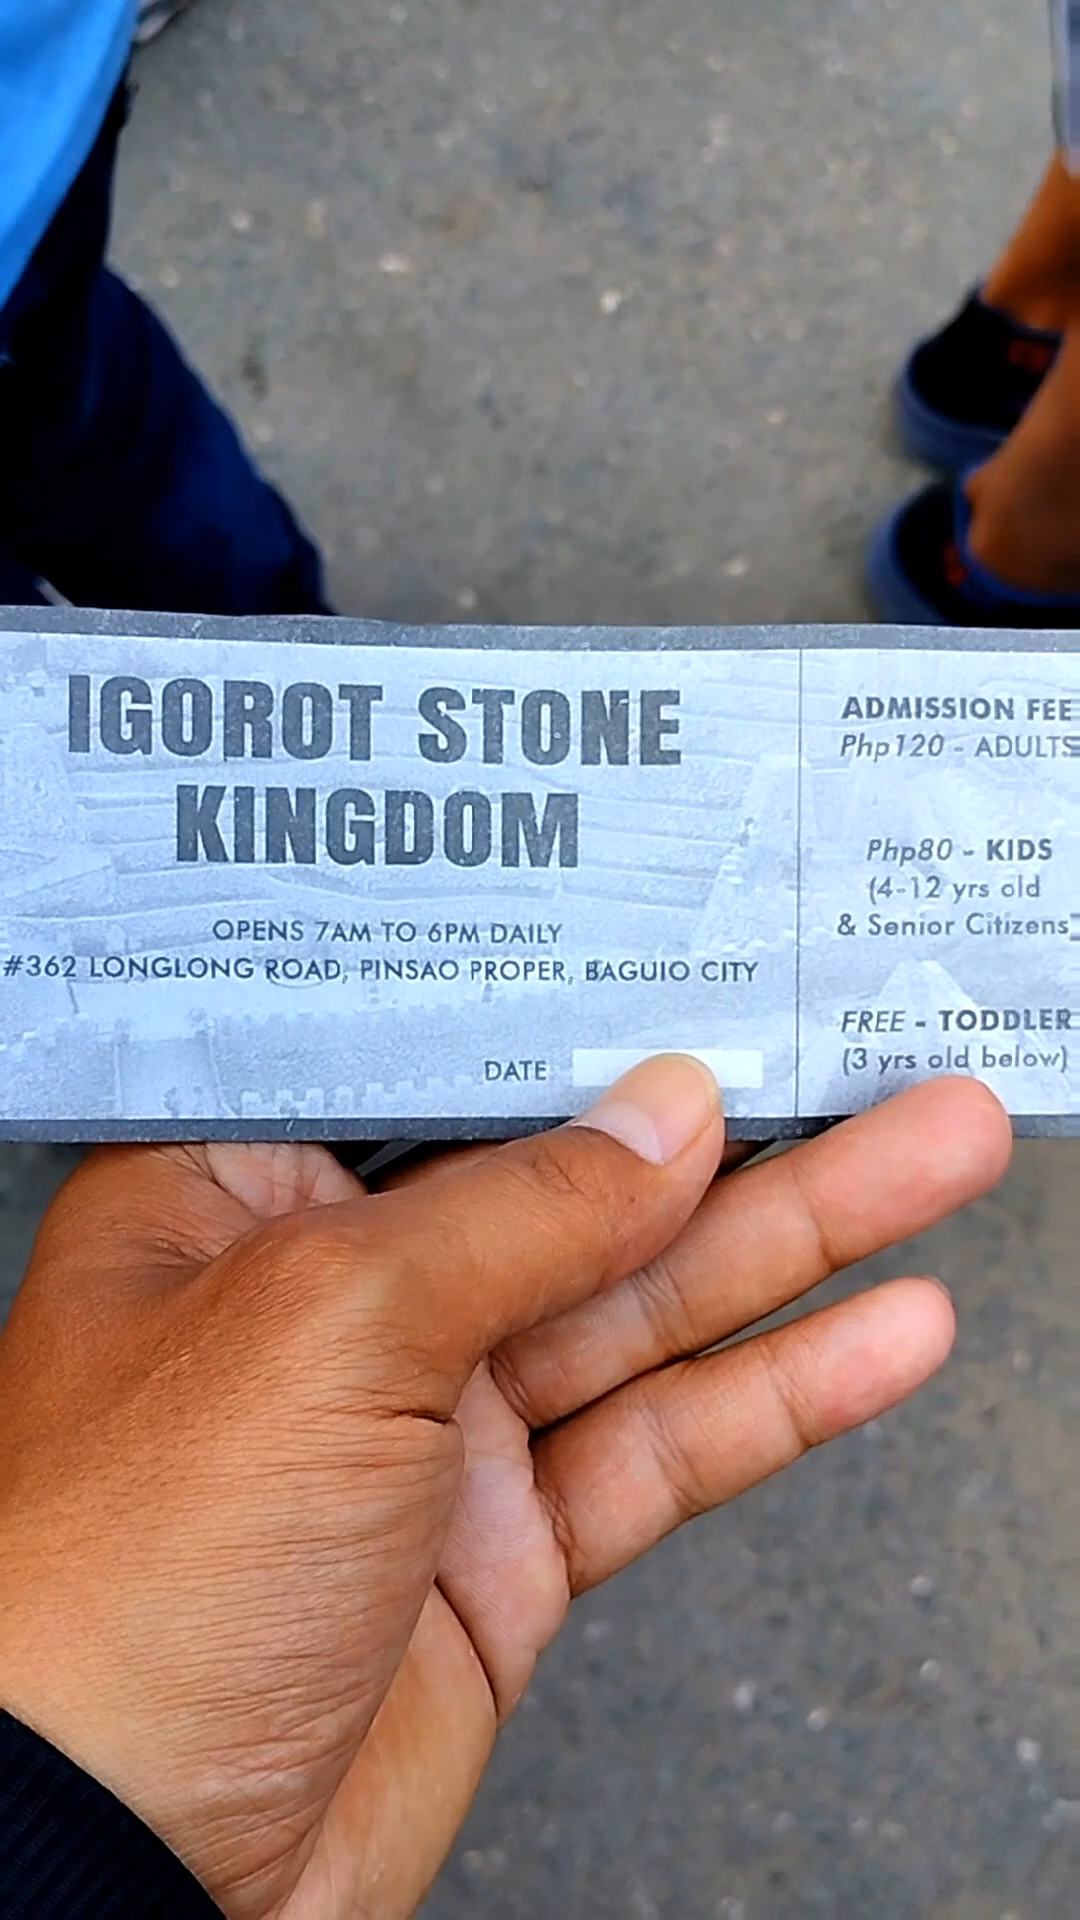 IGOROT STONE
KINGDOM
OPENS 7AM TO 6PM DAILY
#362 LONGLONG ROAD, PINSAO PROPER, BAGUIO CITY
DATE
ADMISSION FEE
Php120 - ADULTS
Php80 - KIDS
(4-12 yrs old
& Senior Citizens
FREE - TODDLER
(3 yrs old below)